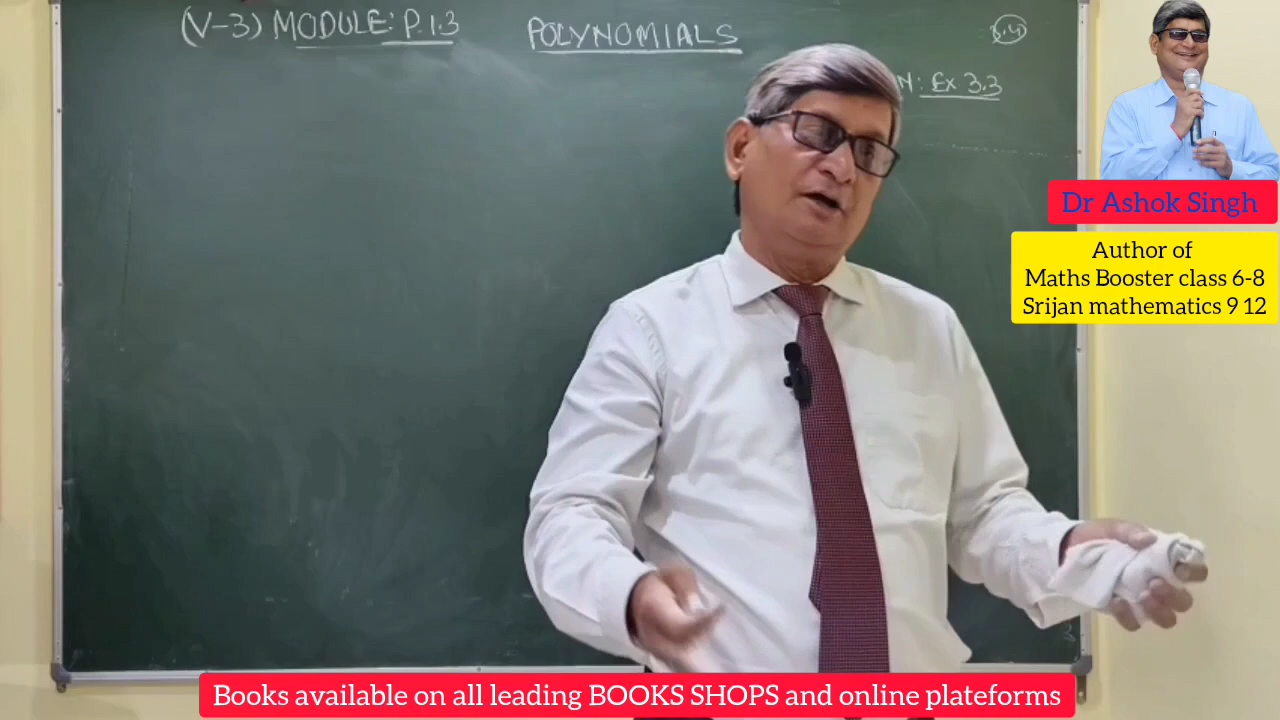 (V-3) MODULE: P.1.3 POLYNOMIALS
N: Ex 3.3
Dr Ashok Singh
Author of
Maths Booster class 6-8
Srijan mathematics 9 12
Books available on all leading BOOKS SHOPS and online plateforms